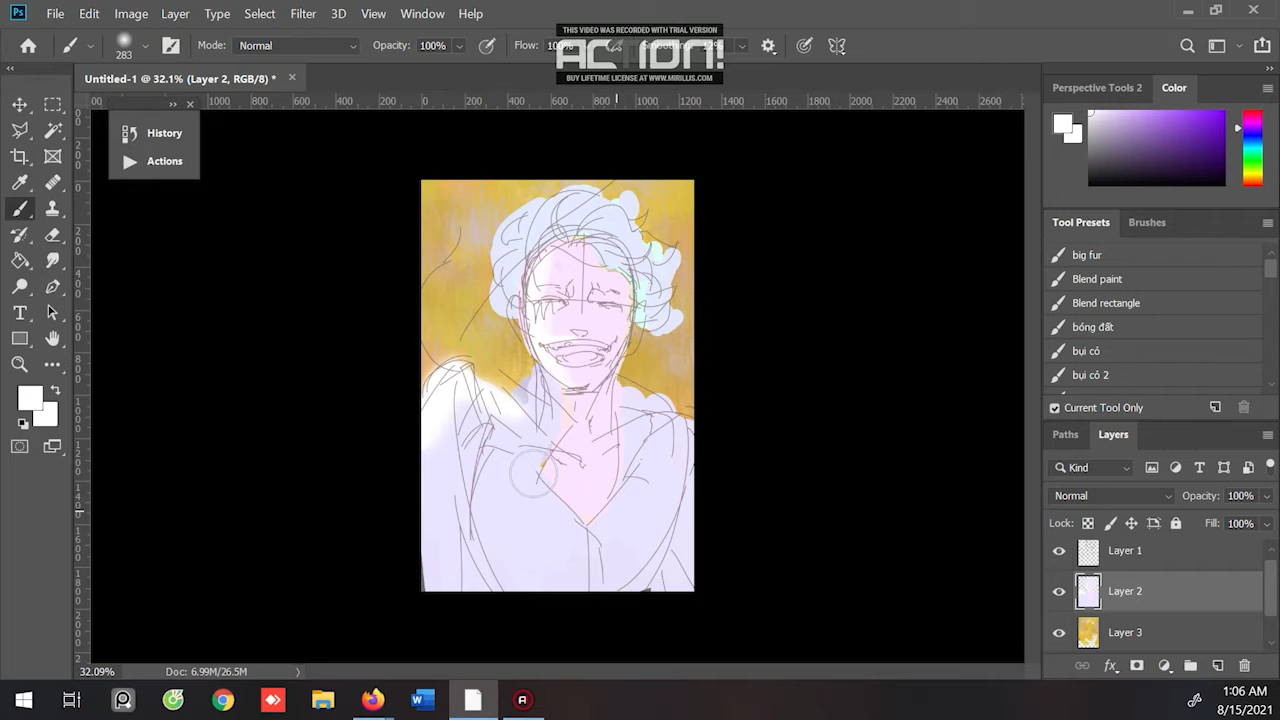 Ps File Edit Image Layer Type Select Filter 3D View Window Help
THIS VIDEO WAS RECORDED WITH TRIAL VERSION
ACTION!
BUY LIFETIME LICENSE AT WWW.MIRILLIS.COM
283 Mode: Normal Opacity: 100% Flow: 100% Smoothing: 12%
Untitled-1 @ 32.1% (Layer 2, RGB/8) *
00 1000 800 600 400 200 0 200 400 600 800 1000 1200 1400 1600 1800 2000 2200 2400 2600
History
Actions
Perspective Tools 2 Color
Tool Presets Brushes
big fur
Blend paint
Blend rectangle
bóng đất
bụi cỏ
bụi cỏ 2
Current Tool Only
Paths Layers
Kind
Normal Opacity: 100%
Lock: Fill: 100%
Layer 1
Layer 2
Layer 3
32.09% Doc: 6.99M/26.5M
1:06 AM
8/15/2021